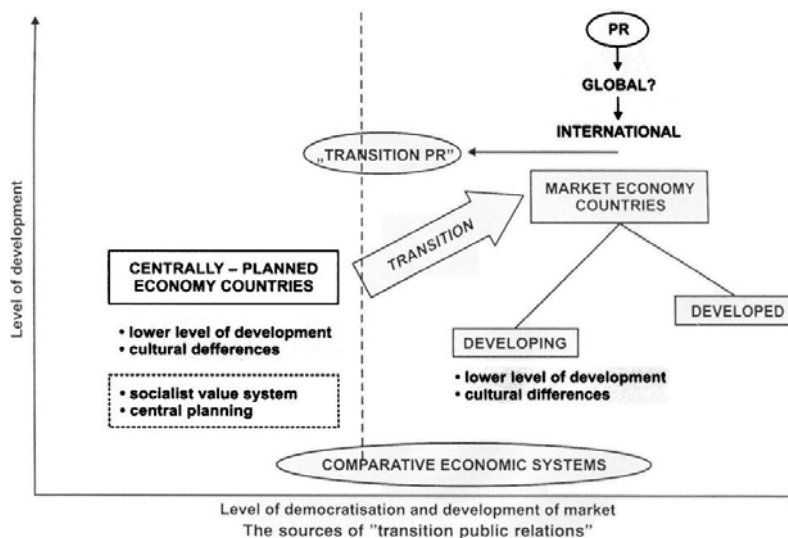 PR
GLOBAL?
INTERNATIONAL
„TRANSITION PR”
MARKET ECONOMY
COUNTRIES
TRANSITION
CENTRALLY – PLANNED
ECONOMY COUNTRIES
• lower level of development
• cultural defferences
• socialist value system
• central planning
DEVELOPED
DEVELOPING
• lower level of development
• cultural differences
COMPARATIVE ECONOMIC SYSTEMS
Level of development
Level of democratisation and development of market
The sources of ”transition public relations”